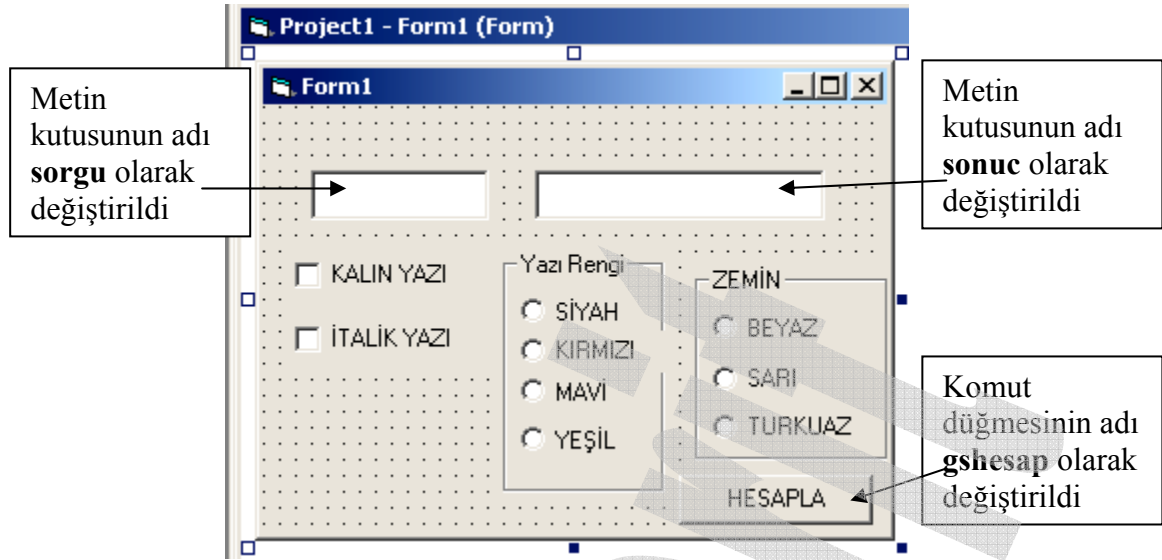 Project1 - Form1 (Form)
Form1
Metin
kutusunun adı
sorgu olarak
değiştirildi
Metin
kutusunun adı
sonuc olarak
değiştirildi
KALIN YAZI
İTALİK YAZI
Yazı Rengi
SİYAH
KIRMIZI
MAVİ
YEŞİL
ZEMİN
BEYAZ
SARI
TURKUAZ
HESAPLA
Komut
düğmesinin adı
gshesap olarak
değiştirildi